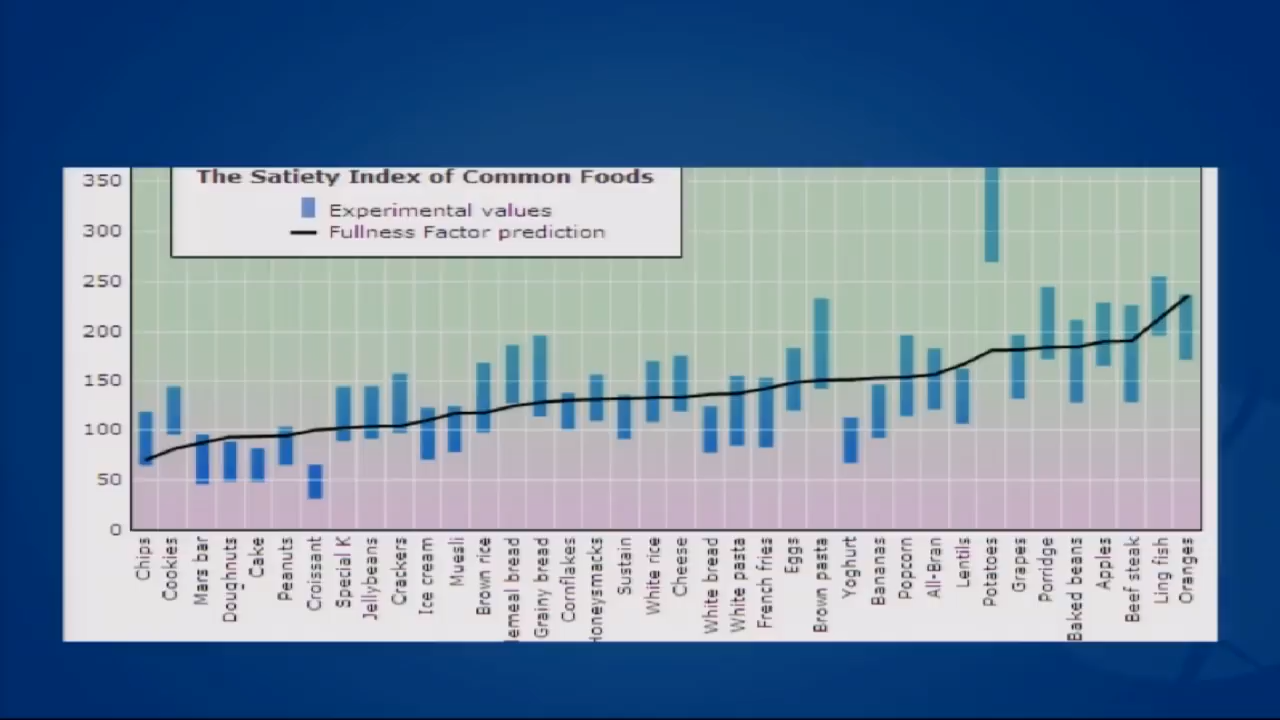 The Satiety Index of Common Foods
Experimental values
Fullness Factor prediction
350
300
250
200
150
100
50
0
Chips
Cookies
Mars bar
Doughnuts
Cake
Peanuts
Croissant
Special K
Jellybeans
Crackers
Ice cream
Muesli
Brown rice
emeal bread
Grainy bread
Cornflakes
Honeysmacks
Sustain
White rice
Cheese
White bread
White pasta
French fries
Eggs
Brown pasta
Yoghurt
Bananas
Popcorn
All-Bran
Lentils
Potatoes
Grapes
Porridge
Baked beans
Apples
Beef steak
Ling fish
Oranges